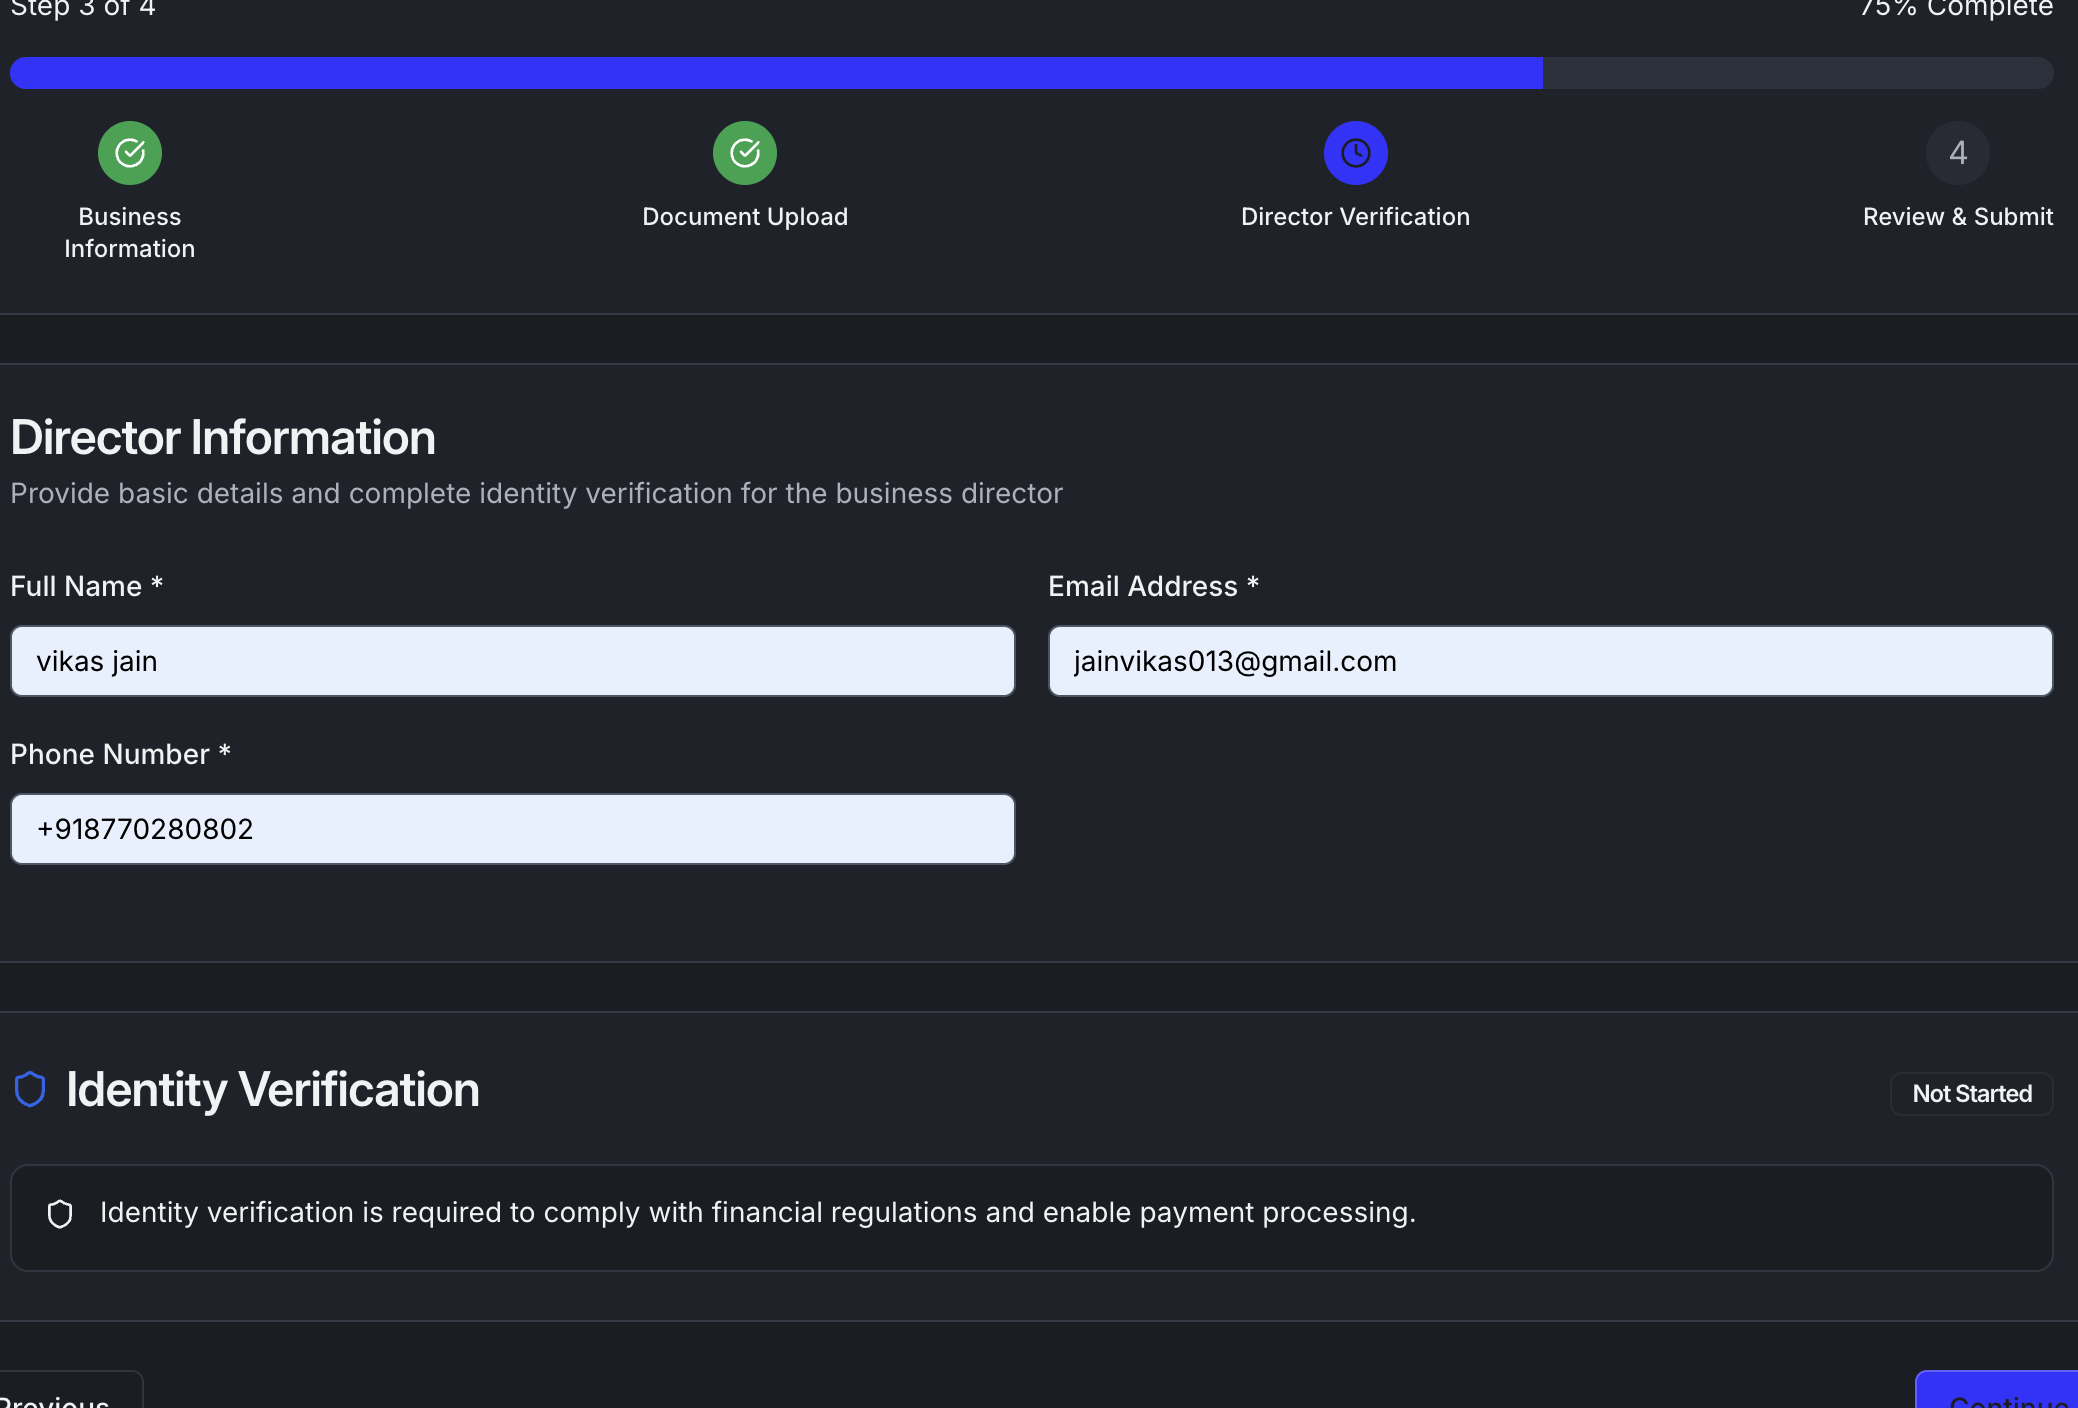 Step 3 of 4
75% Complete
Business
Information
Document Upload
Director Verification
4
Review & Submit
Director Information
Provide basic details and complete identity verification for the business director
Full Name *
Email Address *
vikas jain
jainvikas013@gmail.com
Phone Number *
+918770280802
Identity Verification
Not Started
Identity verification is required to comply with financial regulations and enable payment processing.
Previous
Continue